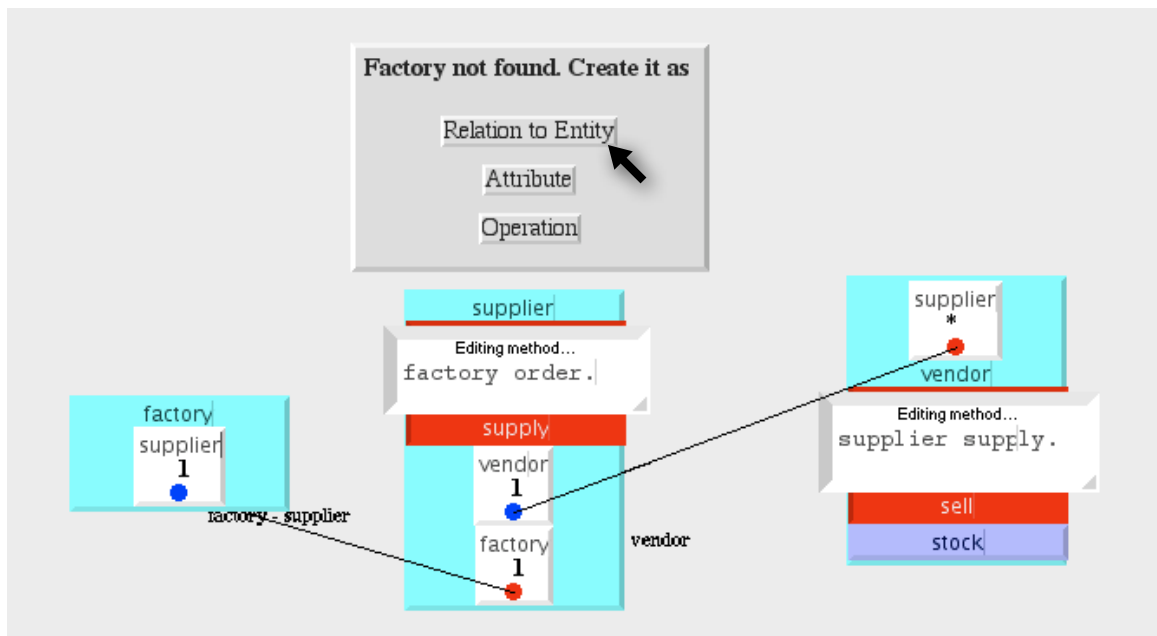 Factory not found. Create it as
Relation to Entity
Attribute
Operation
supplier
Editing method...
factory order.
supply
vendor
1
factory
1
factory
supplier
1
factory - supplier
vendor
supplier
*
vendor
Editing method...
supplier supply.
sell
stock